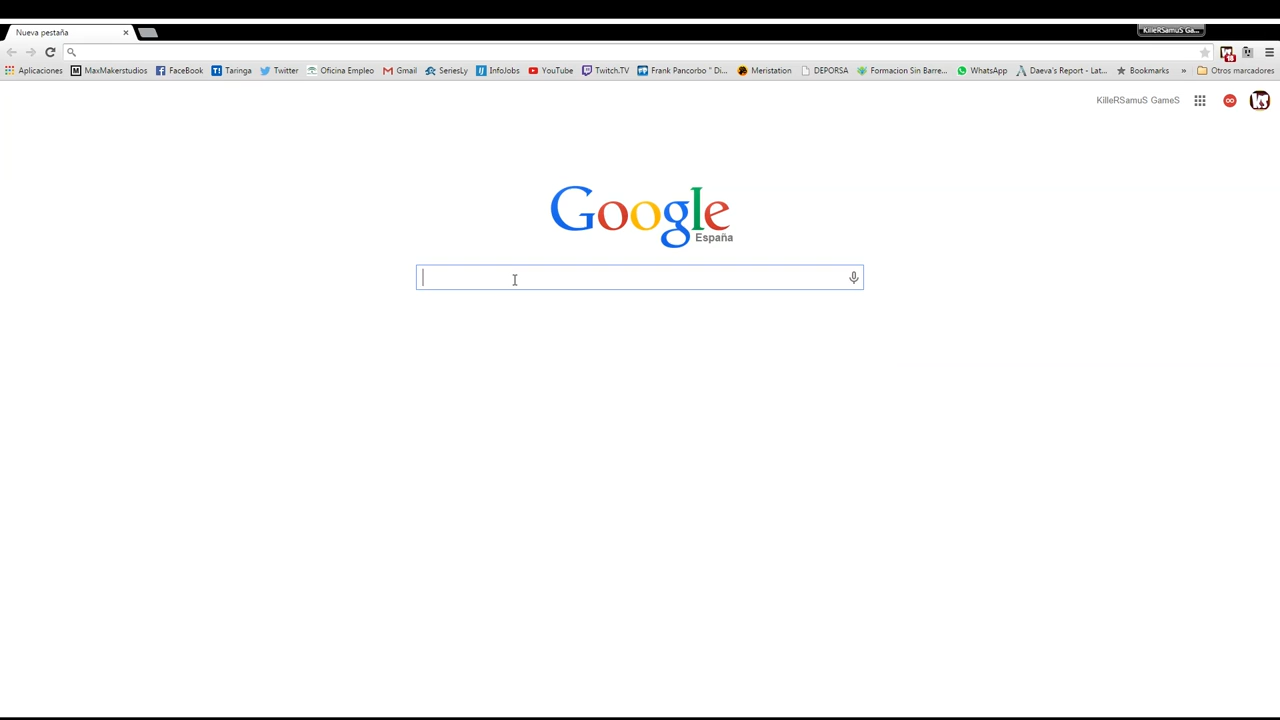 Nueva pestaña
KilleRSamuS Ga...
Aplicaciones MaxMakerstudios FaceBook Taringa Twitter Oficina Empleo Gmail SeriesLy InfoJobs YouTube Twitch.TV Frank Pancorbo " Di... Meristation DEPORSA Formacion Sin Barre... WhatsApp Daeva's Report - Lat... Bookmarks » Otros marcadores
KilleRSamuS GameS
Google
España